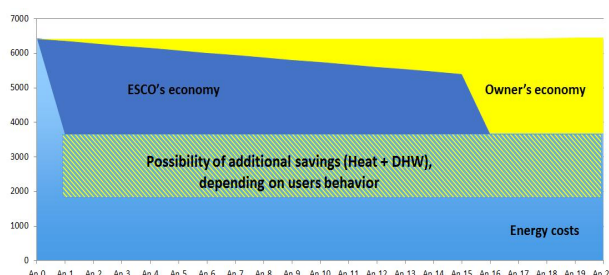 7000
6000
5000
4000
3000
2000
1000
0
ESCO's economy
Owner's economy
Possibility of additional savings (Heat + DHW),
depending on users behavior
Energy costs
An 0 An 1 An 2 An 3 An 4 An 5 An 6 An 7 An 8 An 9 An 10 An 11 An 12 An 13 An 14 An 15 An 16 An 17 An 18 An 19